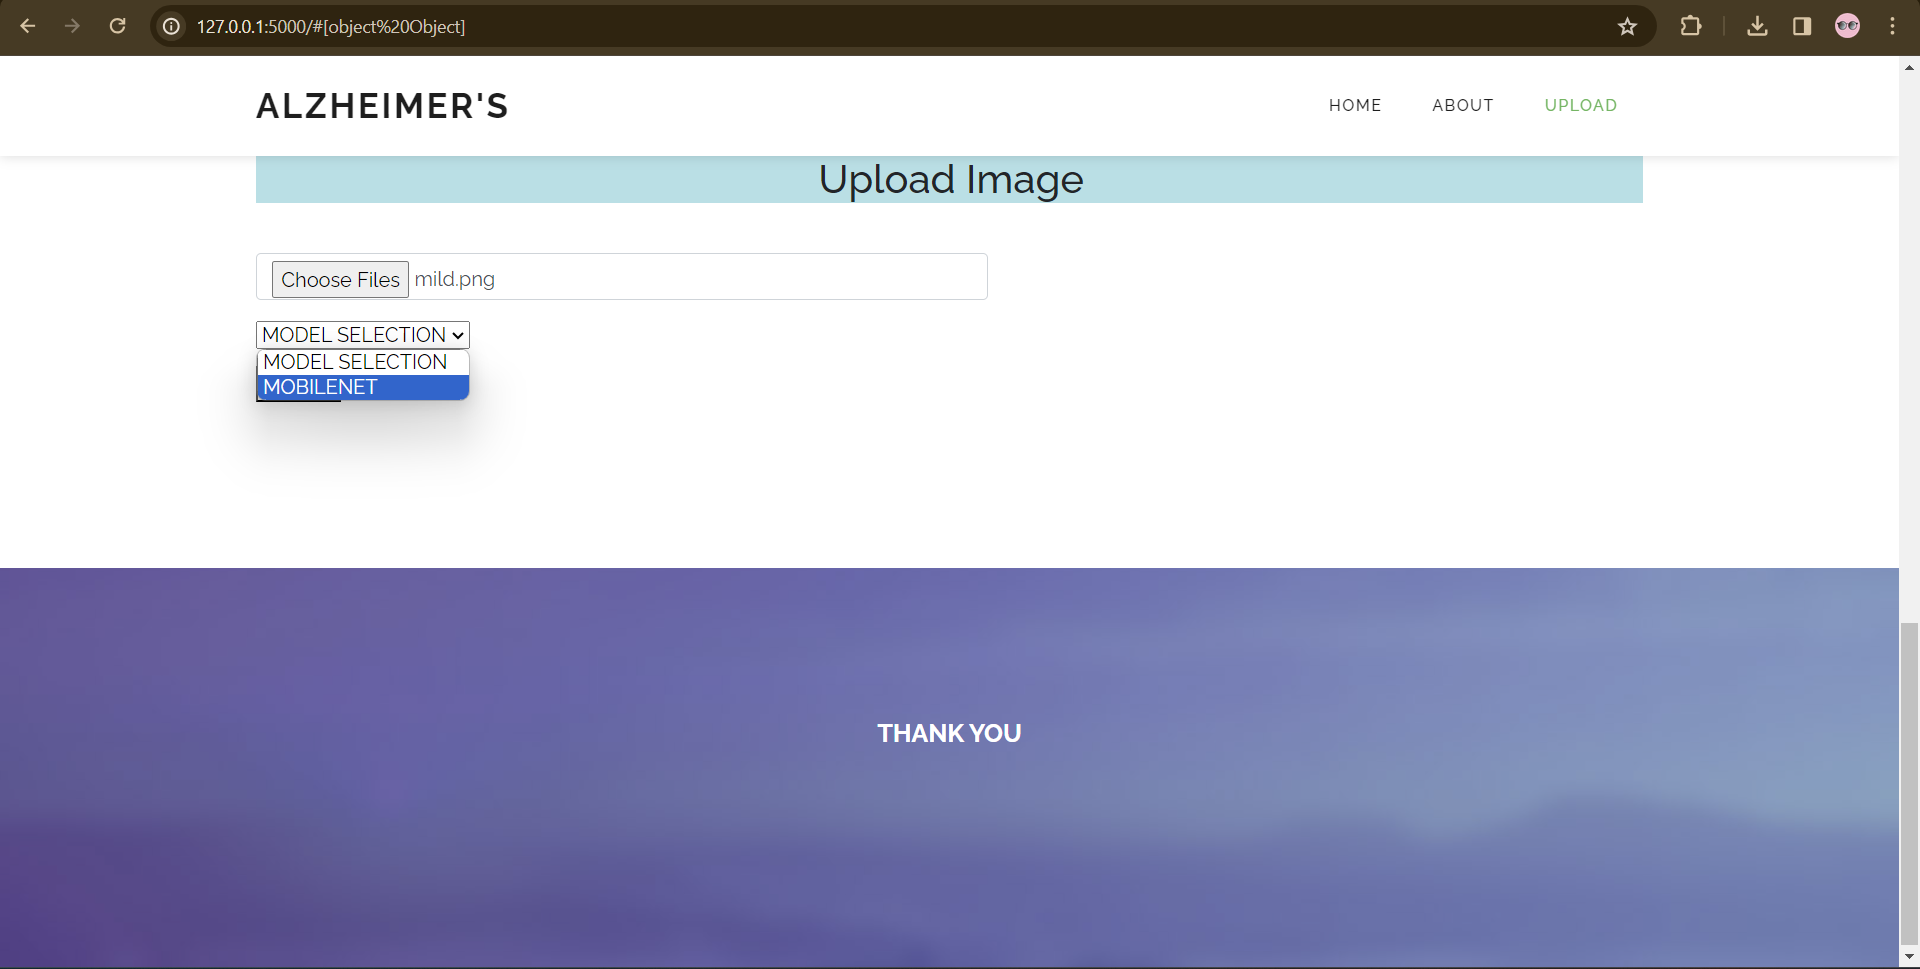 127.0.0.1:5000/#[object%20Object]
ALZHEIMER'S
HOME ABOUT UPLOAD
Upload Image
Choose Files mild.png
MODEL SELECTION
MODEL SELECTION
MOBILENET
THANK YOU